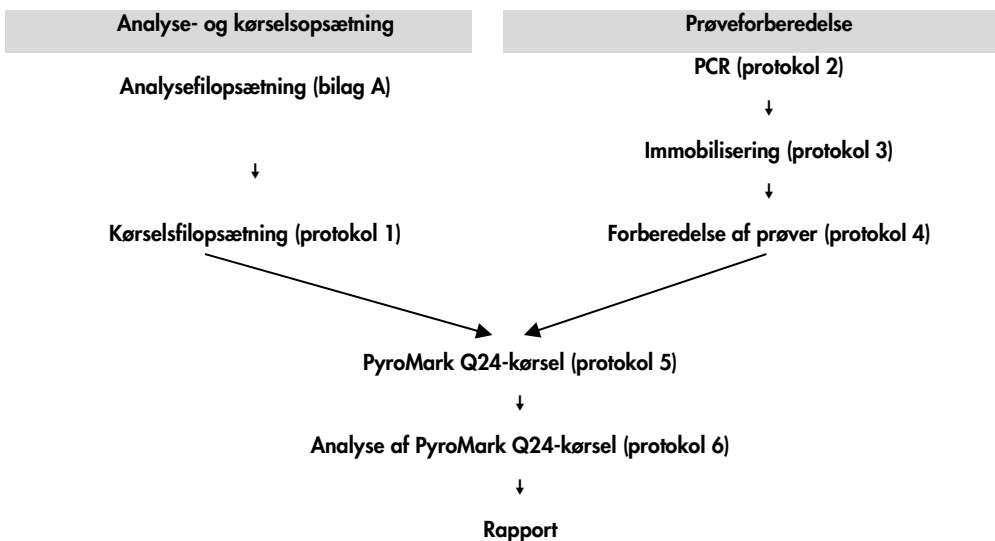 Analyse- og kørselsopsætning
Analysefilopsætning (bilag A)
Kørselsfilopsætning (protokol 1)
Prøveforberedelse
PCR (protokol 2)
Immobilisering (protokol 3)
Forberedelse af prøver (protokol 4)
PyroMark Q24-kørsel (protokol 5)
Analyse af PyroMark Q24-kørsel (protokol 6)
Rapport